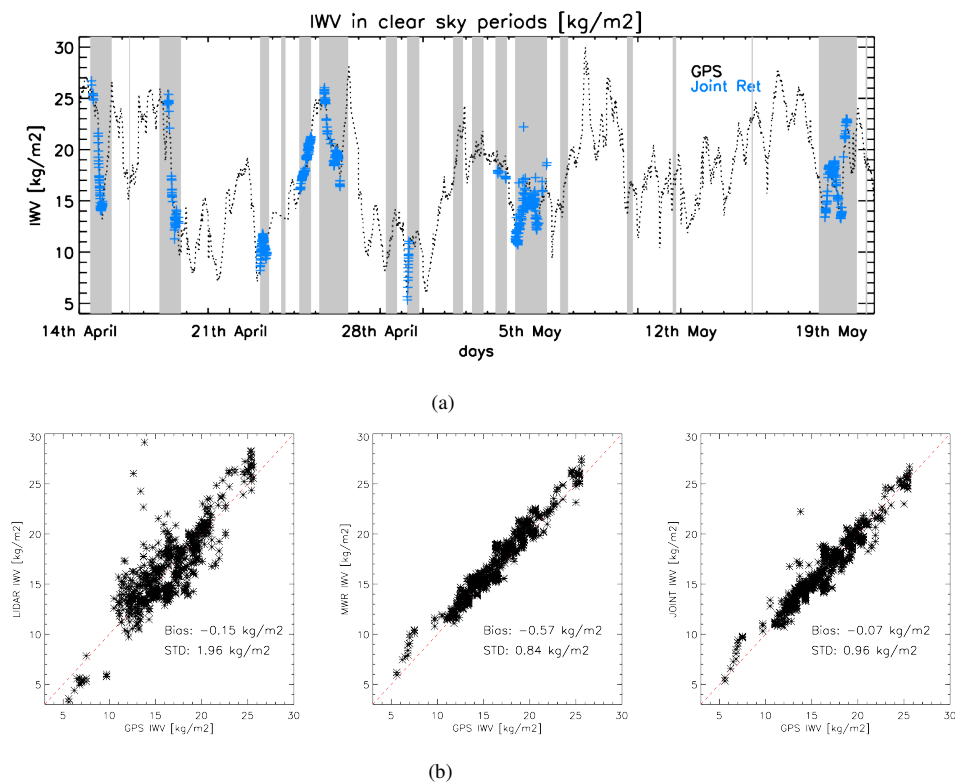 IWV in clear sky periods [kg/m2]
30
25
20
15
10
5
IWV [kg/m2]
GPS
Joint Ret
14th April
21th April
28th April
5th May
12th May
19th May
days
(a)
30
25
20
15
10
5
LIDAR IWV [kg/m2]
Bias: -0.15 kg/m2
STD: 1.96 kg/m2
5 10 15 20 25 30
GPS IWV [kg/m2]
30
25
20
15
10
5
MWR IWV [kg/m2]
Bias: -0.57 kg/m2
STD: 0.84 kg/m2
5 10 15 20 25 30
GPS IWV [kg/m2]
30
25
20
15
10
5
JOINT IWV [kg/m2]
Bias: -0.07 kg/m2
STD: 0.96 kg/m2
5 10 15 20 25 30
GPS IWV [kg/m2]
(b)